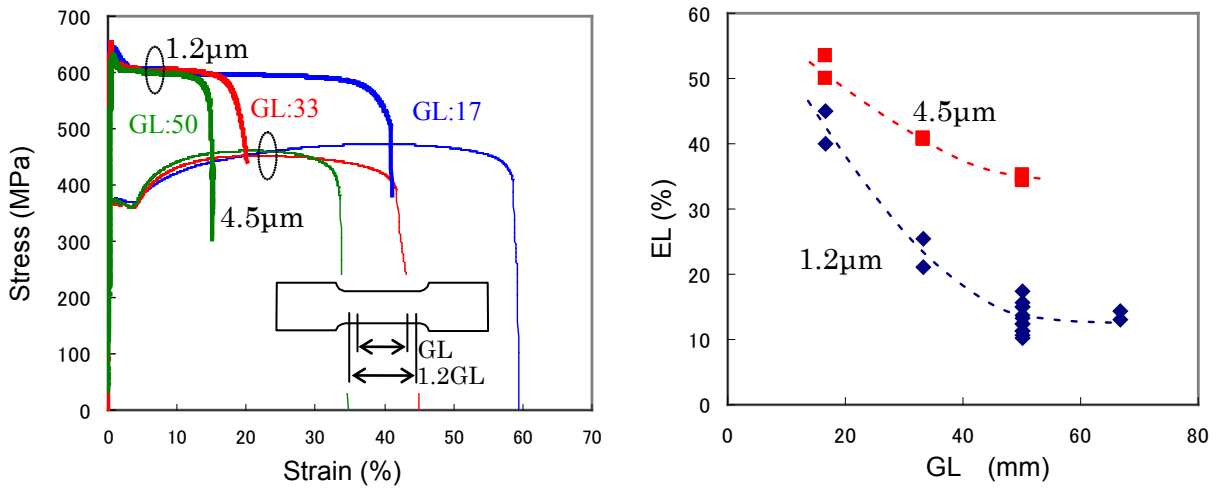 700
600
500
400
300
200
100
0
Stress (MPa)
1.2µm
GL:50
GL:33
GL:17
4.5µm
GL
1.2GL
0 10 20 30 40 50 60 70
Strain (%)
60
50
40
30
20
10
0
EL (%)
4.5µm
1.2µm
0 20 40 60 80
GL (mm)